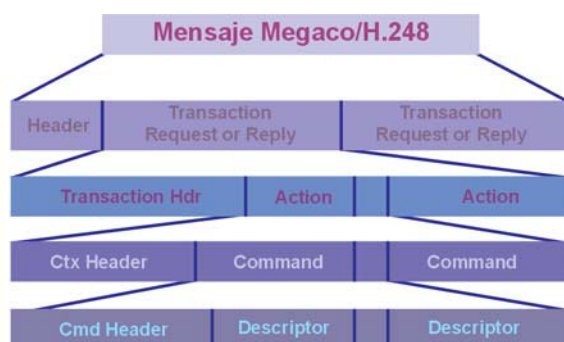 Mensaje Megaco/H.248
Header
Transaction
Request or Reply
Transaction
Request or Reply
Transaction Hdr
Action
Action
Ctx Header
Command
Command
Cmd Header
Descriptor
Descriptor